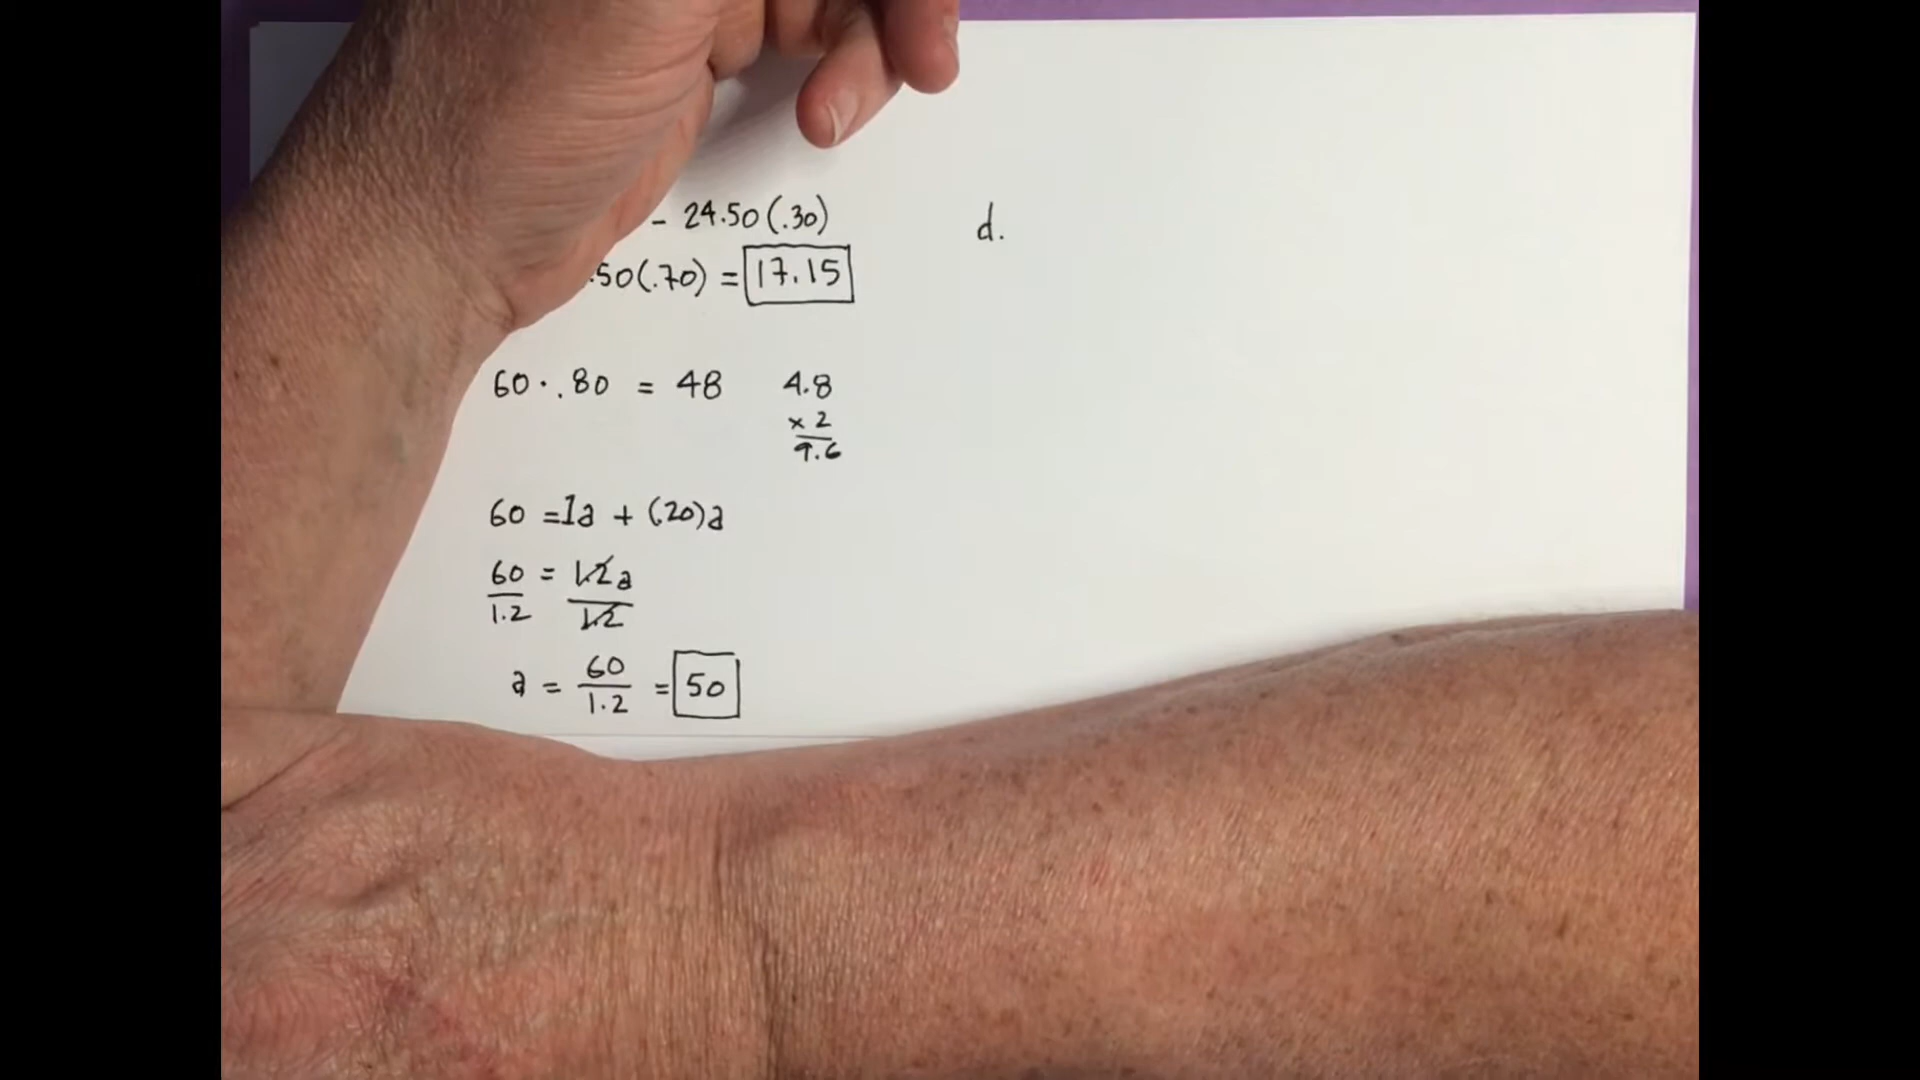 - 24.50(.30)
.50(.70) = 17.15
60 · .80 = 48
4.8
x 2
9.6
60 = 1a + (.20)a
60 = 1.2a
1.2 1.2
a = 60 = 50
1.2
d.